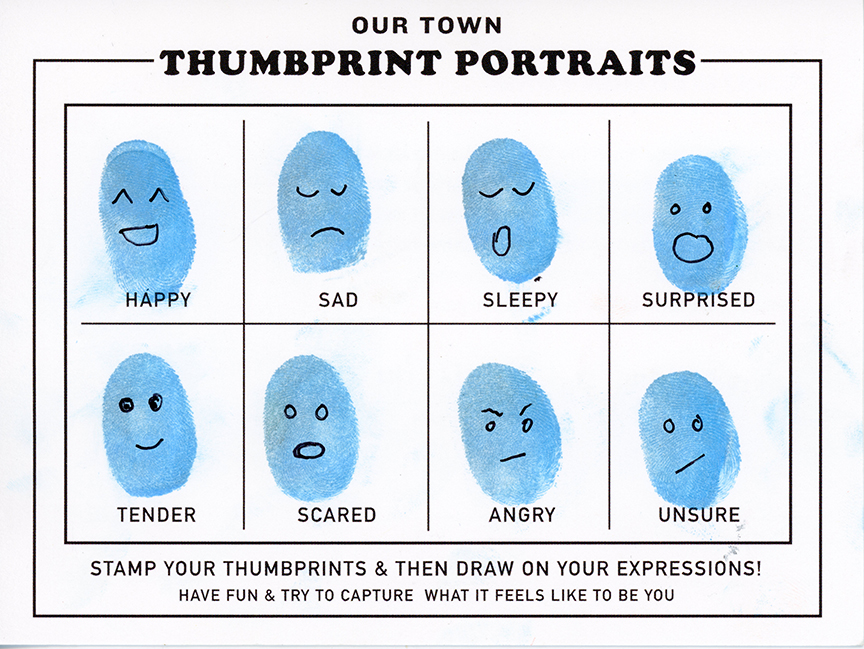 OUR TOWN
THUMBPRINT PORTRAITS
HAPPY
SAD
SLEEPY
SURPRISED
TENDER
SCARED
ANGRY
UNSURE
STAMP YOUR THUMBPRINTS & THEN DRAW ON YOUR EXPRESSIONS!
HAVE FUN & TRY TO CAPTURE WHAT IT FEELS LIKE TO BE YOU